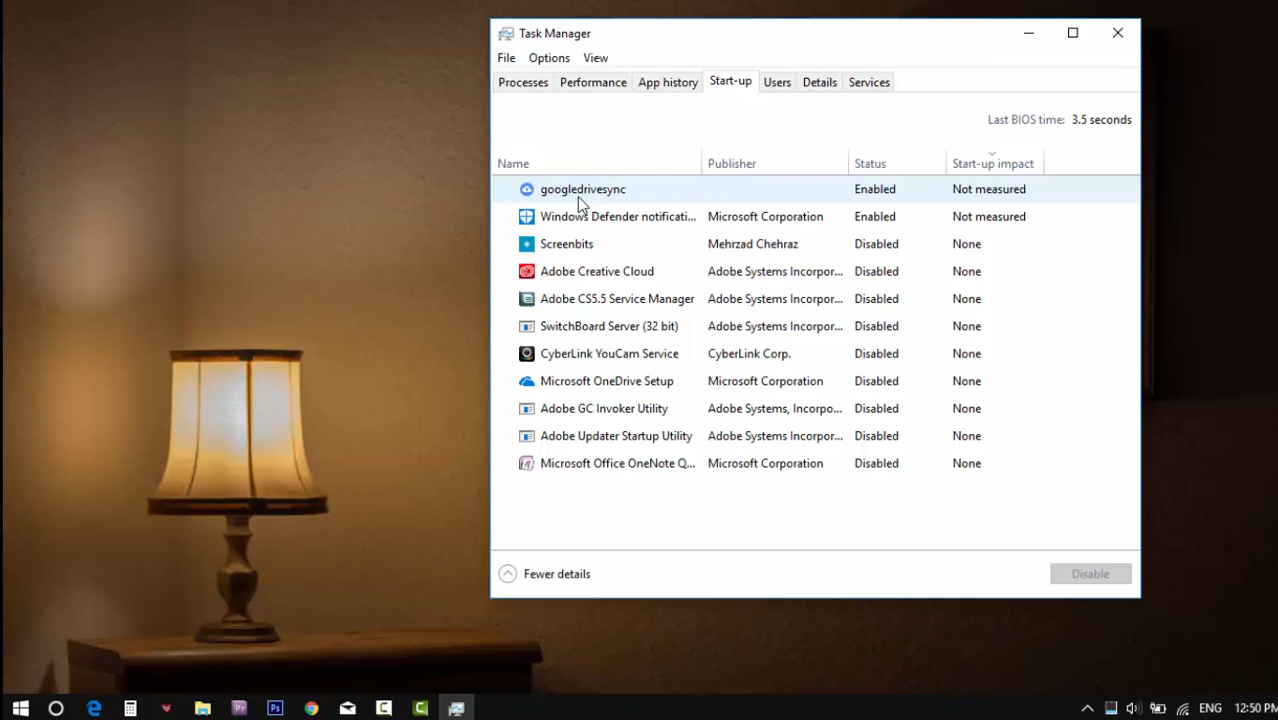 Task Manager
File Options View
Processes Performance App history Start-up Users Details Services
Last BIOS time: 3.5 seconds
Name Publisher Status Start-up impact
googledrivesync Enabled Not measured
Windows Defender notificati... Microsoft Corporation Enabled Not measured
Screenbits Mehrzad Chehraz Disabled None
Adobe Creative Cloud Adobe Systems Incorpor... Disabled None
Adobe CS5.5 Service Manager Adobe Systems Incorpor... Disabled None
SwitchBoard Server (32 bit) Adobe Systems Incorpor... Disabled None
CyberLink YouCam Service CyberLink Corp. Disabled None
Microsoft OneDrive Setup Microsoft Corporation Disabled None
Adobe GC Invoker Utility Adobe Systems, Incorpo... Disabled None
Adobe Updater Startup Utility Adobe Systems Incorpor... Disabled None
Microsoft Office OneNote Q... Microsoft Corporation Disabled None
Fewer details Disable
Pr Ps ENG 12:50 PM